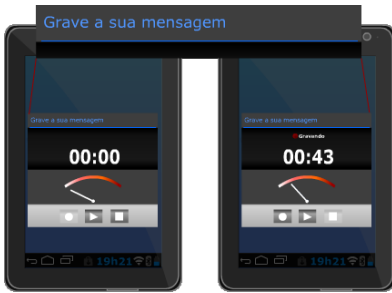 Grave a sua mensagem
Grave a sua mensagem
00:00
19h21
Grave a sua mensagem
Gravando
00:43
19h21